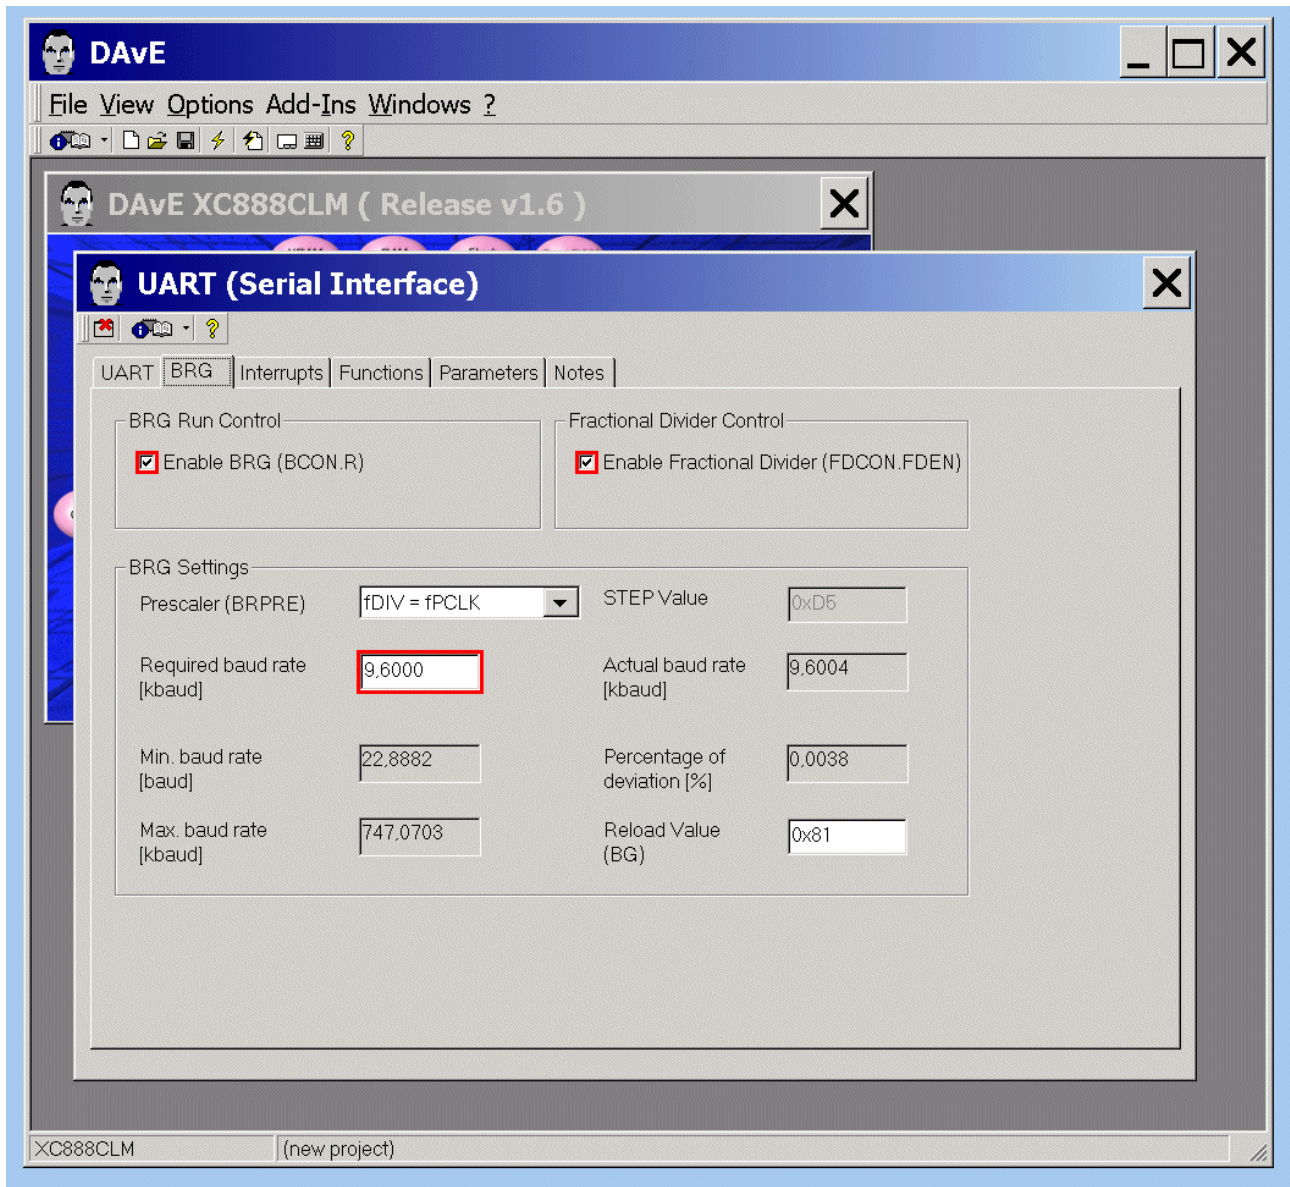 DAvE
File View Options Add-Ins Windows ?
DAvE XC888CLM ( Release v1.6 )
UART (Serial Interface)
UART BRG Interrupts Functions Parameters Notes
BRG Run Control
Enable BRG (BCON.R)
Fractional Divider Control
Enable Fractional Divider (FDCON.FDEN)
BRG Settings
Prescaler (BRPRE) fDIV = fPCLK
STEP Value 0xD5
Required baud rate
[kbaud]
9,6000
Actual baud rate
[kbaud]
9,6004
Min. baud rate
[baud]
22,8882
Percentage of
deviation [%]
0,0038
Max. baud rate
[kbaud]
747,0703
Reload Value
(BG)
0x81
XC888CLM (new project)